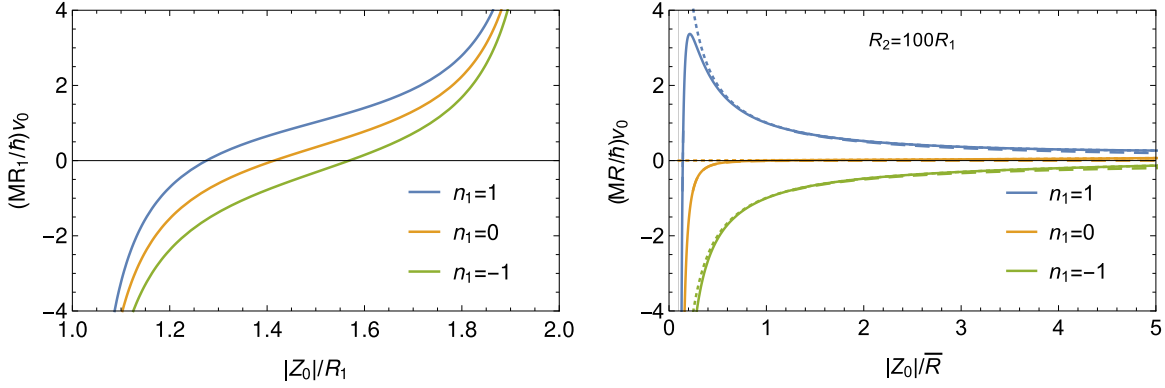 (MR₁/ħ)v₀
4
2
0
−2
−4
1.0
1.2
1.4
1.6
1.8
2.0
n₁=1
n₁=0
n₁=−1
|Z₀|/R₁
(MR̅/ħ)v₀
4
2
0
−2
−4
0
1
2
3
4
5
R₂=100R₁
n₁=1
n₁=0
n₁=−1
|Z₀|/R̅